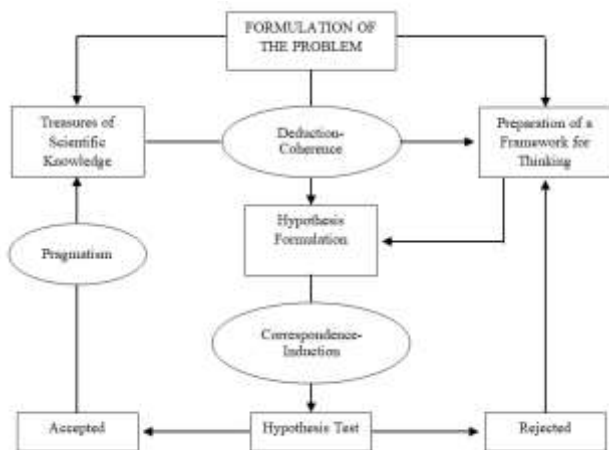 FORMULATION OF
THE PROBLEM
Treasures of
Scientific
Knowledge
Deduction-
Coherence
Preparation of a
Framework for
Thinking
Hypothesis
Formulation
Pragmatism
Correspondence-
Induction
Accepted
Hypothesis Test
Rejected